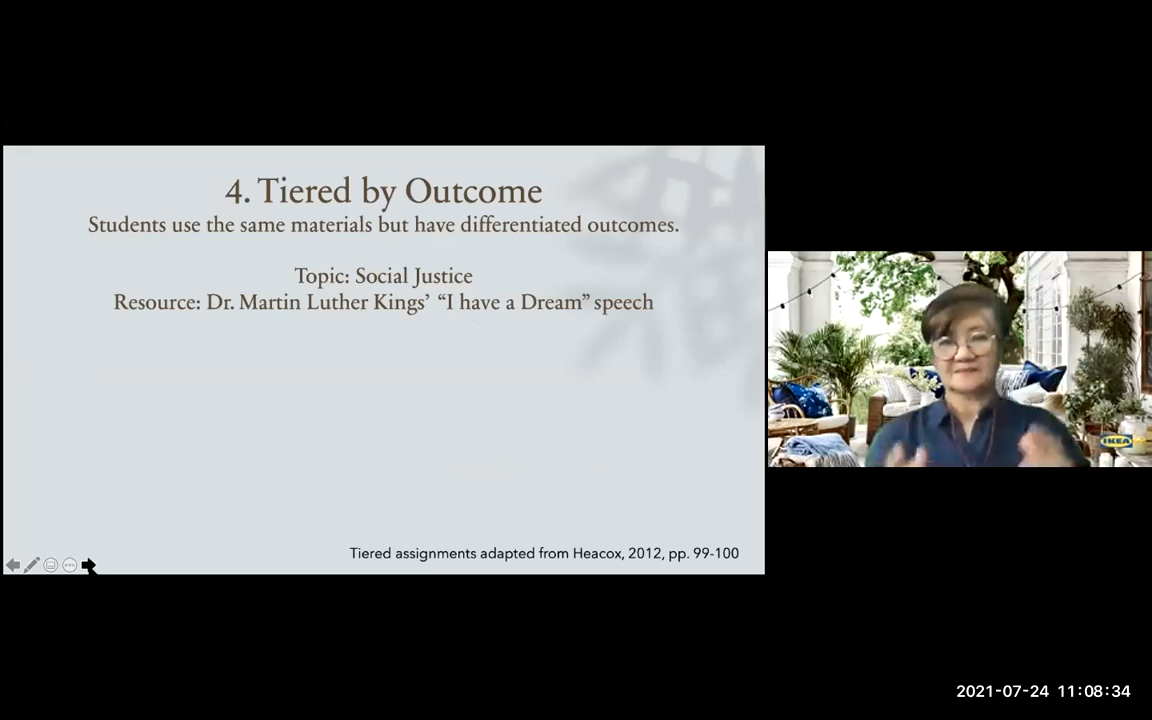 4. Tiered by Outcome
Students use the same materials but have differentiated outcomes.
Topic: Social Justice
Resource: Dr. Martin Luther Kings’ “I have a Dream” speech
Tiered assignments adapted from Heacox, 2012, pp. 99-100
IKEA
2021-07-24 11:08:34